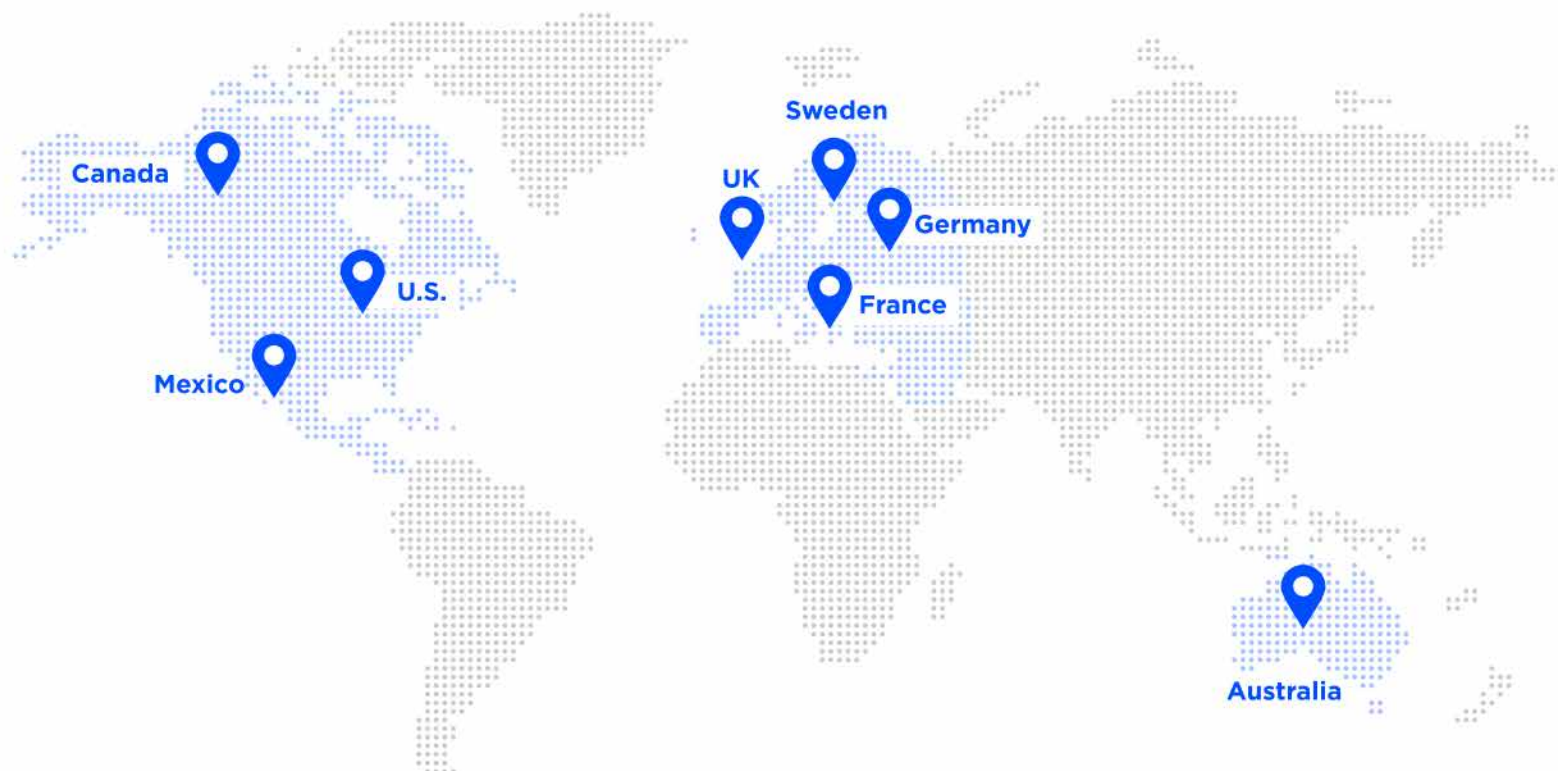 Sweden
Canada
UK
Germany
U.S.
France
Mexico
Australia